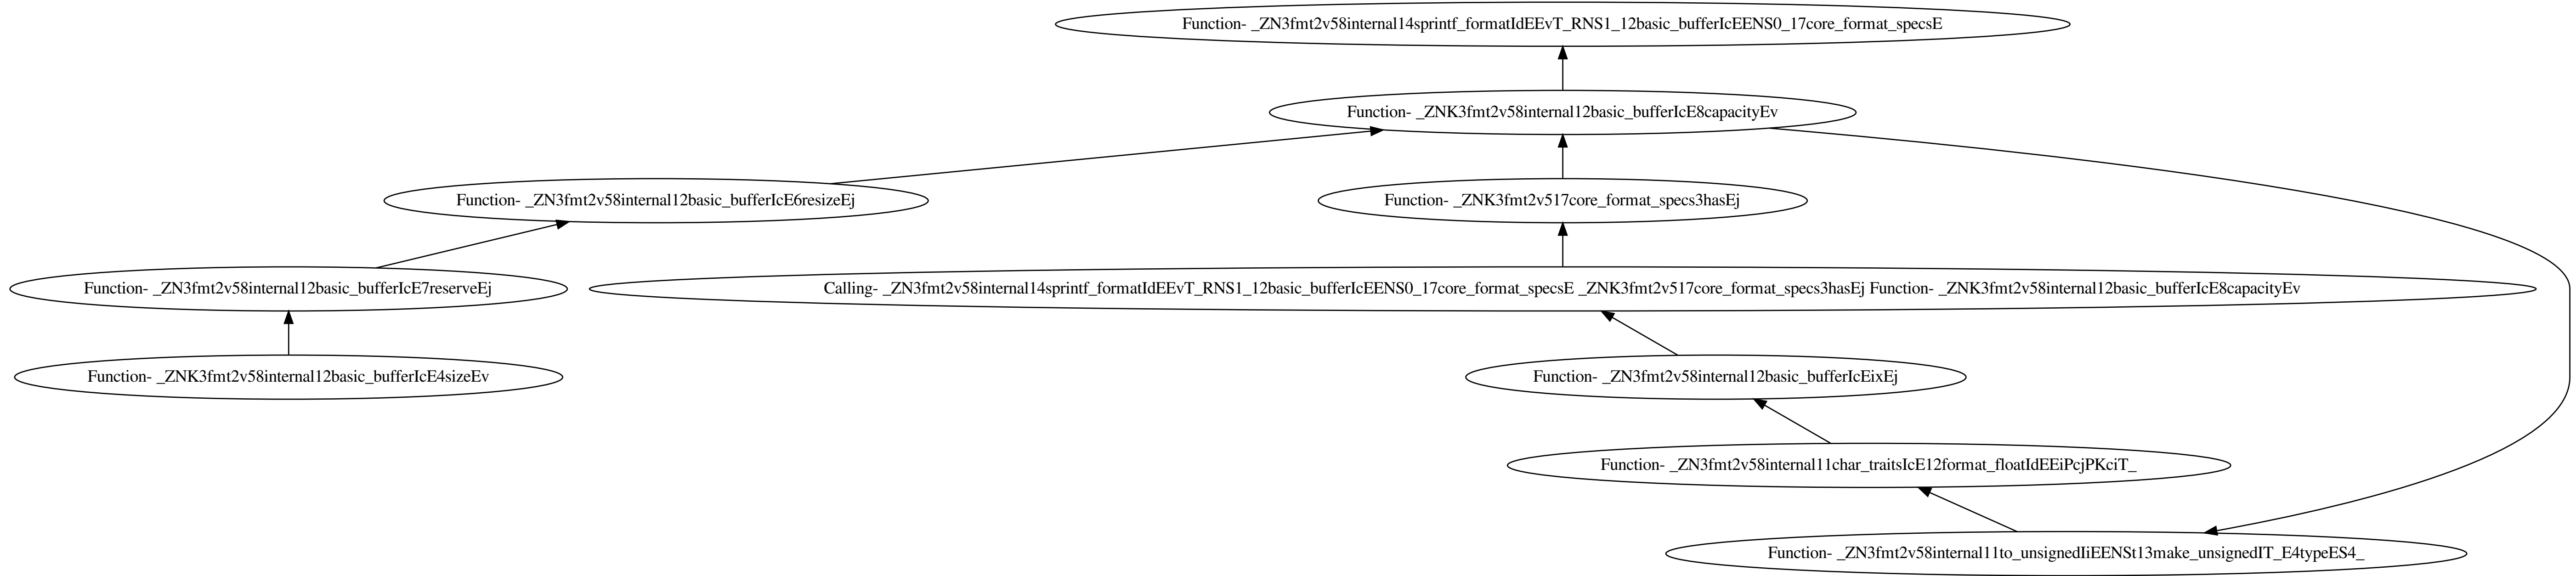 Function- _ZN3fmt2v58internal14sprintf_formatIdEEvT_RNS1_12basic_bufferIcEENS0_17core_format_specsE
Function- _ZNK3fmt2v58internal12basic_bufferIcE8capacityEv
Function- _ZN3fmt2v58internal12basic_bufferIcE6resizeEj
Function- _ZNK3fmt2v517core_format_specs3hasEj
Function- _ZN3fmt2v58internal12basic_bufferIcE7reserveEj
Calling- _ZN3fmt2v58internal14sprintf_formatIdEEvT_RNS1_12basic_bufferIcEENS0_17core_format_specsE _ZNK3fmt2v517core_format_specs3hasEj Function- _ZNK3fmt2v58internal12basic_bufferIcE8capacityEv
Function- _ZNK3fmt2v58internal12basic_bufferIcE4sizeEv
Function- _ZN3fmt2v58internal12basic_bufferIcEixEj
Function- _ZN3fmt2v58internal11char_traitsIcE12format_floatIdEEiPcjPKciT_
Function- _ZN3fmt2v58internal11to_unsignedIiEENSt13make_unsignedIT_E4typeES4_